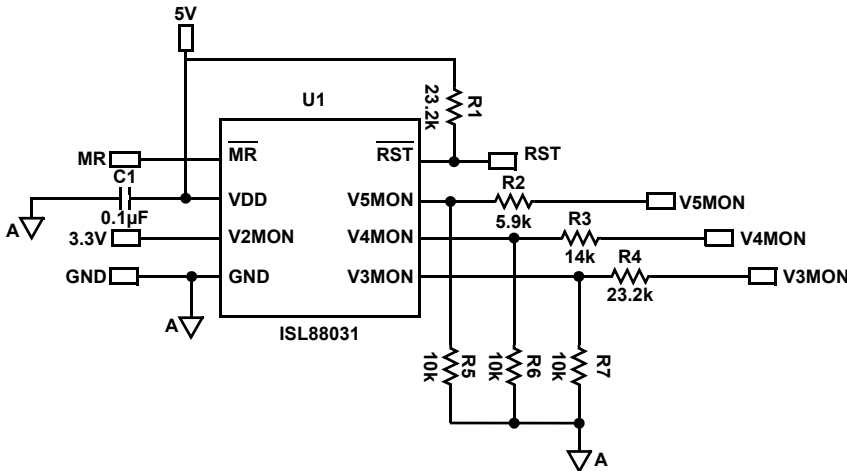 5V
U1
R1
23.2k
MR
MR
RST
RST
C1
0.1µF
A
VDD
V5MON
R2
5.9k
V5MON
3.3V
V2MON
V4MON
R3
14k
V4MON
GND
GND
V3MON
R4
23.2k
V3MON
A
ISL88031
R5
10k
R6
10k
R7
10k
A